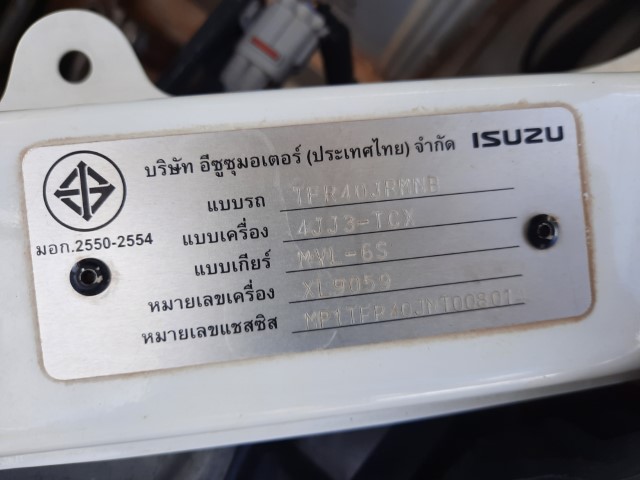 บริษัท อีซูซุมอเตอร์ (ประเทศไทย) จำกัด ISUZU
แบบรถ
มอก.2550-2554
แบบเครื่อง 4JJ3-TCX
แบบเกียร์ MVL-6S
หมายเลขเครื่อง
หมายเลขแชสซิส